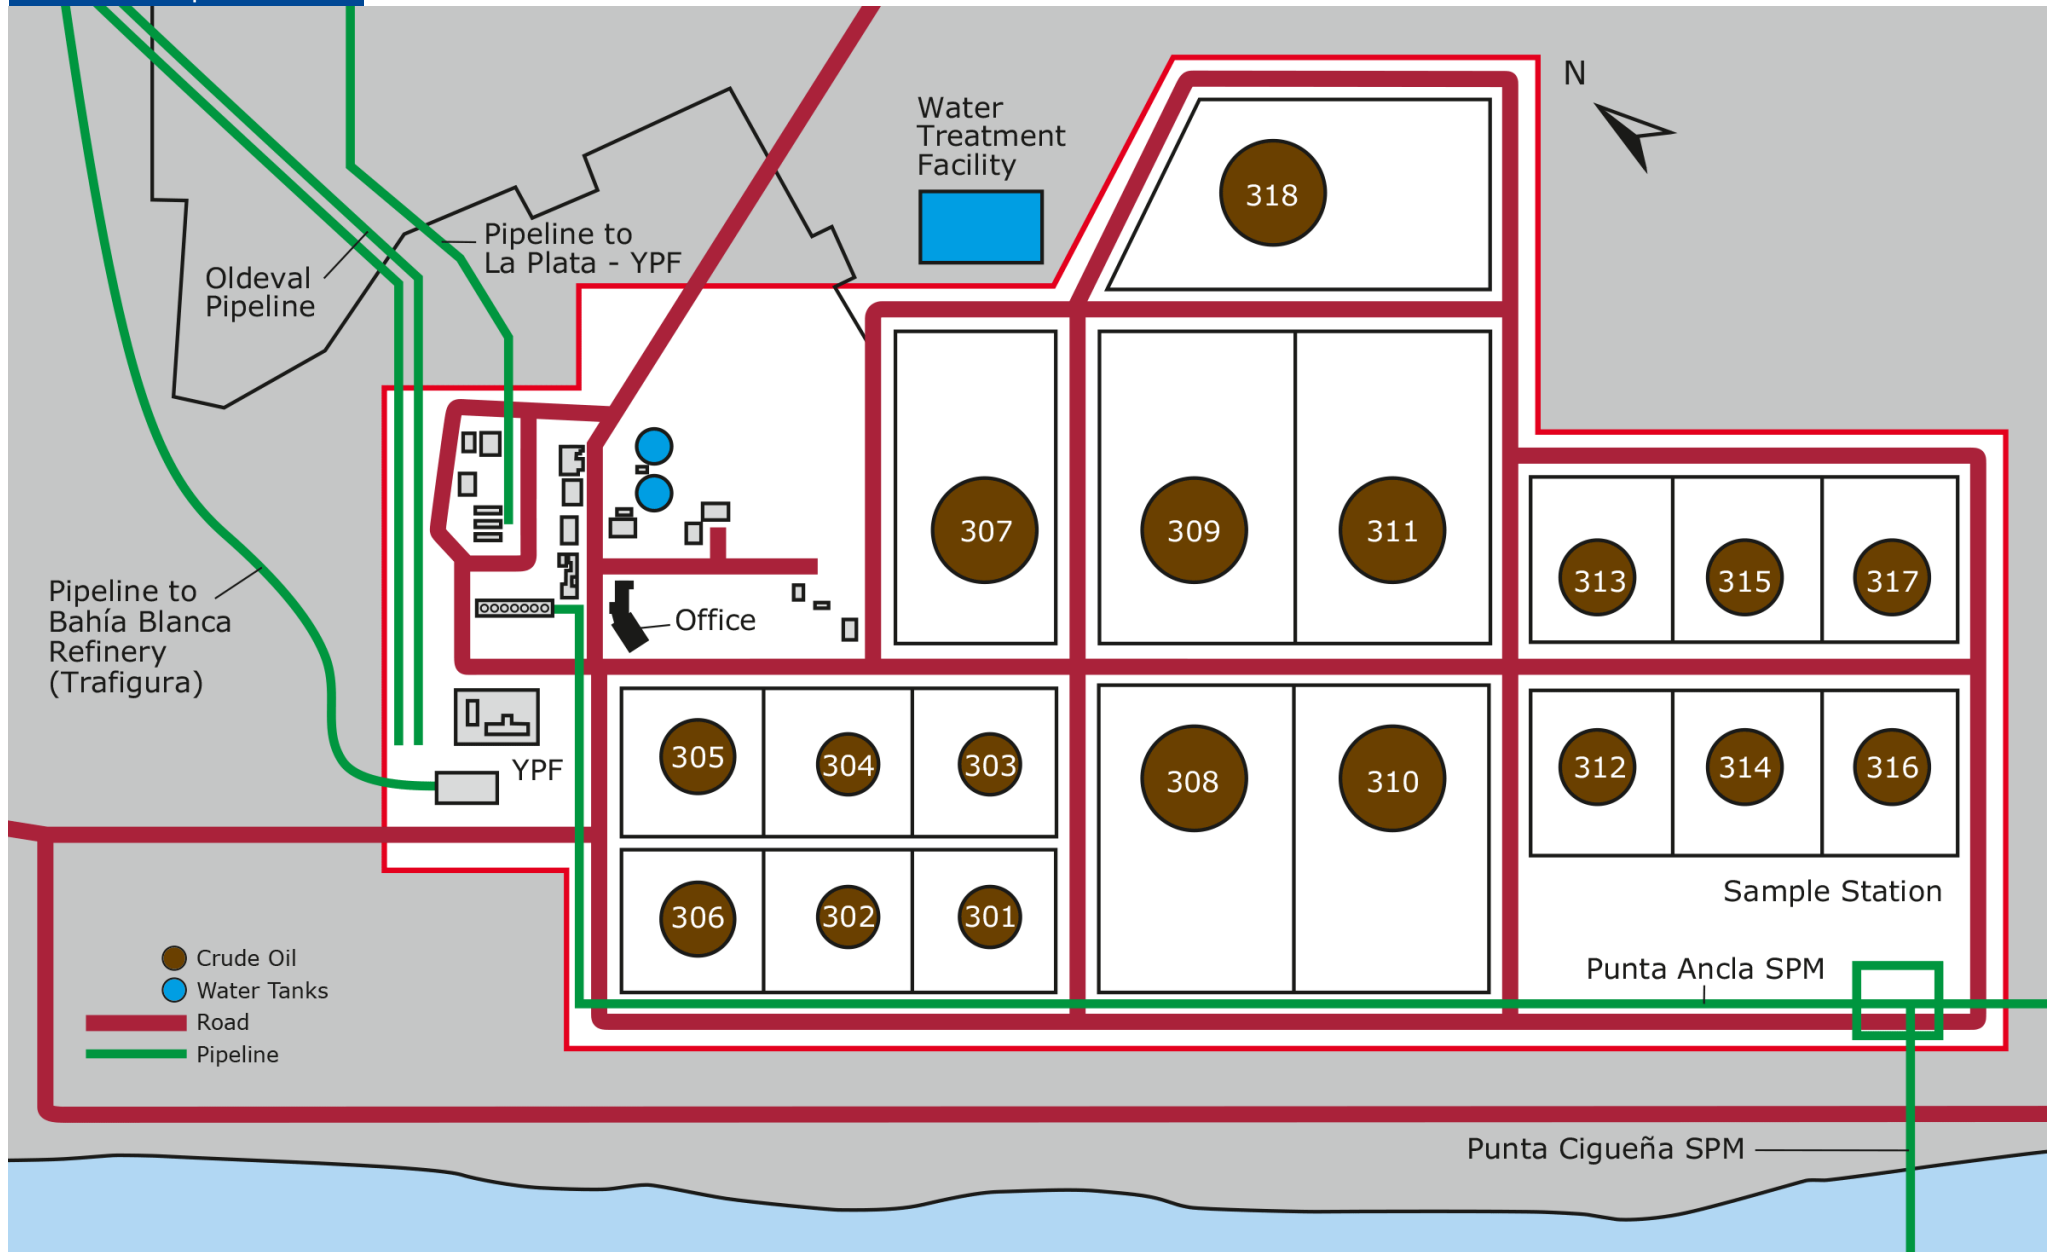 N
Water
Treatment
Facility
318
Pipeline to
La Plata - YPF
Oldeval
Pipeline
307
309
311
313
315
317
Pipeline to
Bahía Blanca
Refinery
(Trafigura)
Office
YPF
305
304
303
308
310
312
314
316
306
302
301
Sample Station
Punta Ancla SPM
Crude Oil
Water Tanks
Road
Pipeline
Punta Cigueña SPM